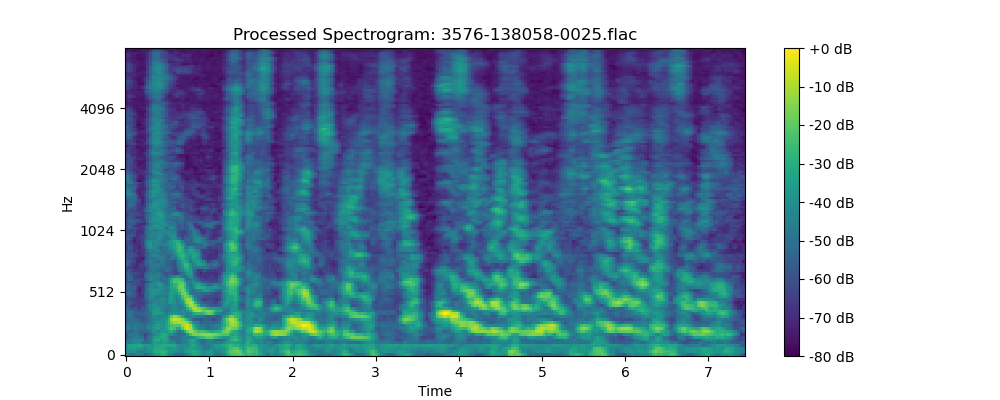 Processed Spectrogram: 3576-138058-0025.flac
Hz
4096
2048
1024
512
0
0 1 2 3 4 5 6 7
Time
+0 dB
-10 dB
-20 dB
-30 dB
-40 dB
-50 dB
-60 dB
-70 dB
-80 dB